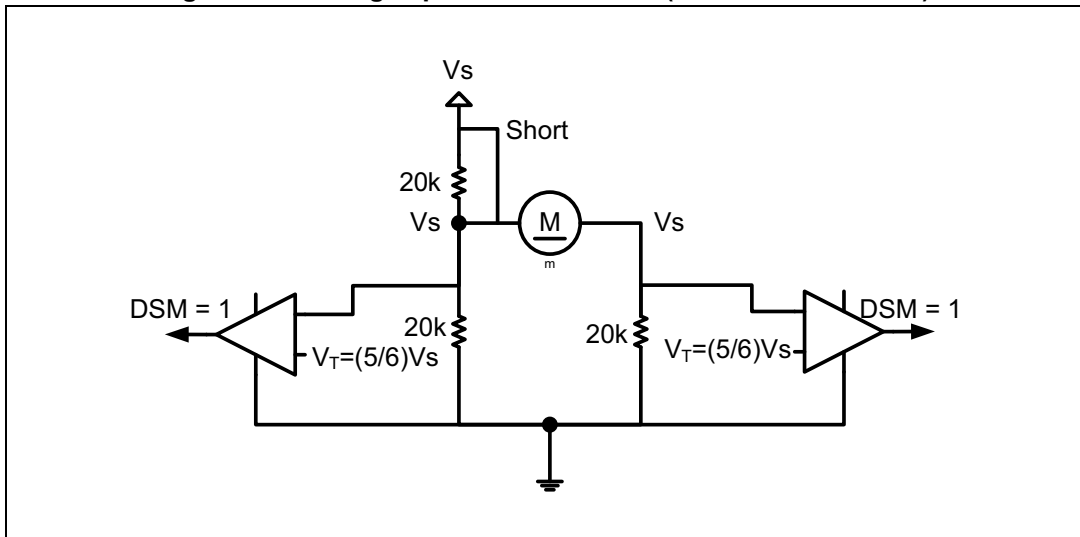 Vs
Short
20k
Vs
M
Vs
m
DSM = 1
20k
V_T=(5/6)Vs
20k
V_T=(5/6)Vs
DSM = 1